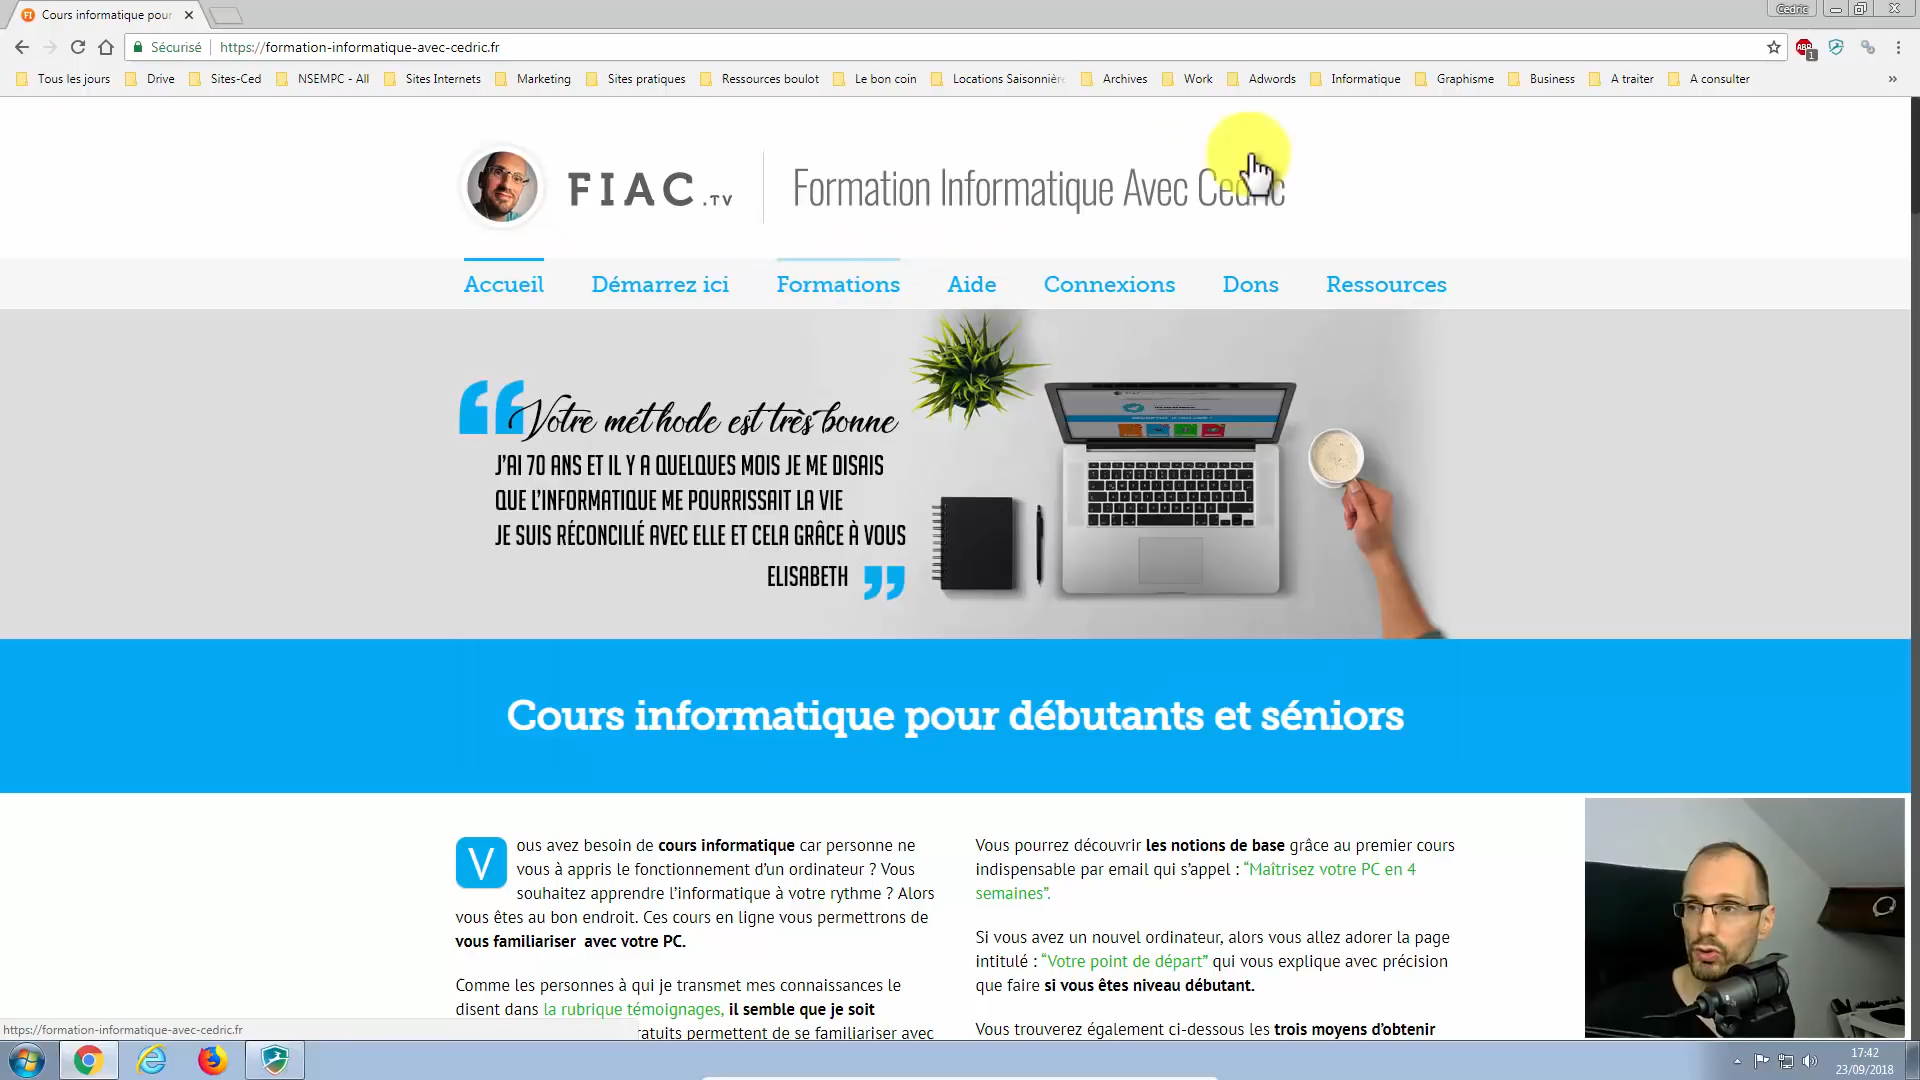 Cours informatique pour
Cedric
Sécurisé
https://formation-informatique-avec-cedric.fr
ABP
1
Tous les jours
Drive
Sites-Ced
NSEMPC - All
Sites Internets
Marketing
Sites pratiques
Ressources boulot
Le bon coin
Locations Saisonnièr
Archives
Work
Adwords
Informatique
Graphisme
Business
A traiter
A consulter
FIAC.TV
Formation Informatique Avec Cedric
Accueil
Démarrez ici
Formations
Aide
Connexions
Dons
Ressources
“Votre méthode est très bonne
J'AI 70 ANS ET IL Y A QUELQUES MOIS JE ME DISAIS
QUE L'INFORMATIQUE ME POURRISSAIT LA VIE
JE SUIS RÉCONCILIÉ AVEC ELLE ET CELA GRÂCE À VOUS
ELISABETH ”
Cours informatique pour débutants et séniors
Vous avez besoin de cours informatique car personne ne
vous à appris le fonctionnement d’un ordinateur ? Vous
souhaitez apprendre l’informatique à votre rythme ? Alors
vous êtes au bon endroit. Ces cours en ligne vous permettrons de
vous familiariser avec votre PC.
Comme les personnes à qui je transmet mes connaissances le
disent dans la rubrique témoignages, il semble que je soit
atuits permettent de se familiariser avec
Vous pourrez découvrir les notions de base grâce au premier cours
indispensable par email qui s’appel : “Maîtrisez votre PC en 4
semaines”.
Si vous avez un nouvel ordinateur, alors vous allez adorer la page
intitulé : “Votre point de départ” qui vous explique avec précision
que faire si vous êtes niveau débutant.
Vous trouverez également ci-dessous les trois moyens d’obtenir
https://formation-informatique-avec-cedric.fr
17:42
23/09/2018